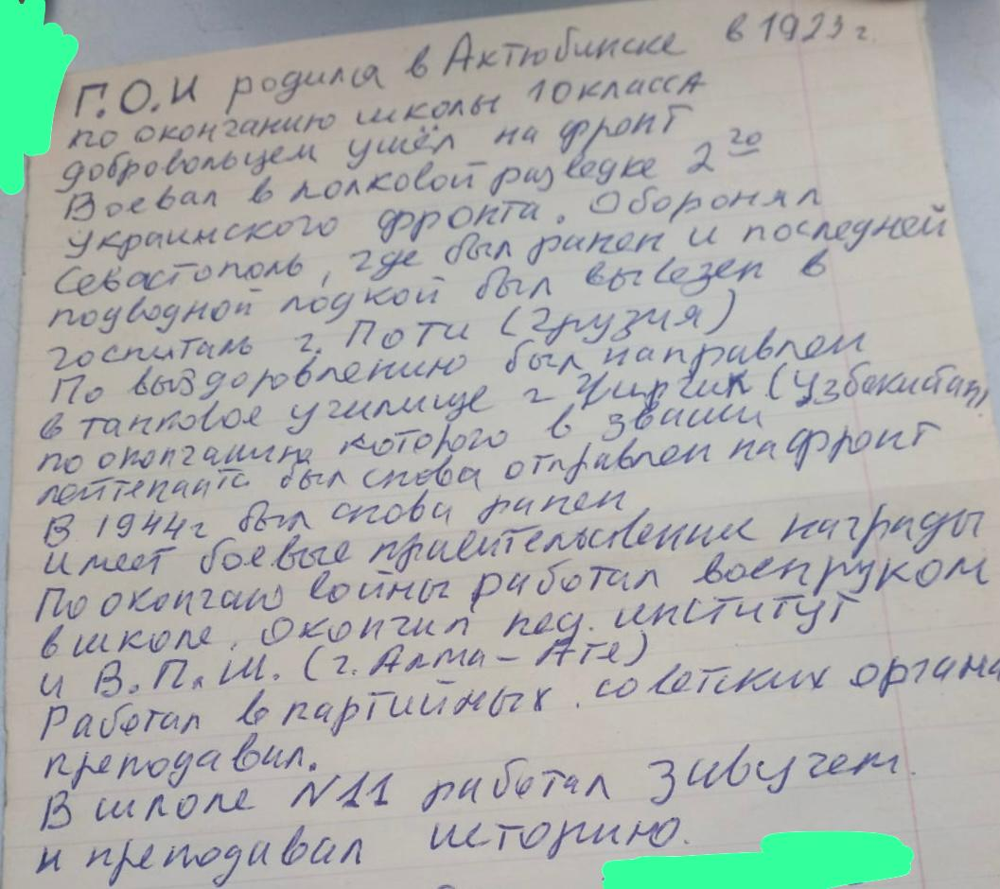 Г.О.И родился в Актюбинске в 1923 г.
по окончанию школы 10 класса
добровольцем ушёл на фронт
Воевал в полковой разведке 2го
Украинского фронта. Оборонял
Севастополь, где был ранен и последней
подводной лодкой был вывезен в
госпиталь г. Поти (Грузия)
По выздоровлению был направлен
в танковое училище г Чирчик (Узбекистан)
по окончании которого в звании
лейтенанта был снова отправлен на фронт
В 1944г был снова ранен
имеет боевые правительственные награды
По окончанию войны работал военруком
в школе, окончил пед. институт
и В.П.Ш. (г. Алма-Ате)
Работал в партийных, советских органа
преподавал.
В школе N11 работал завучем.
и преподавал историю.